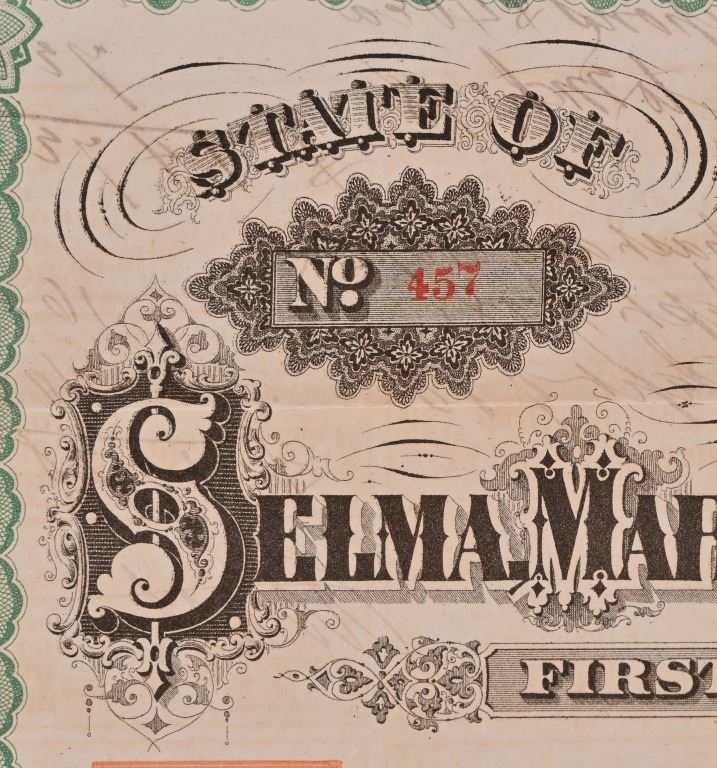 STATE OF
No. 457
SELMA, MAR
FIRST